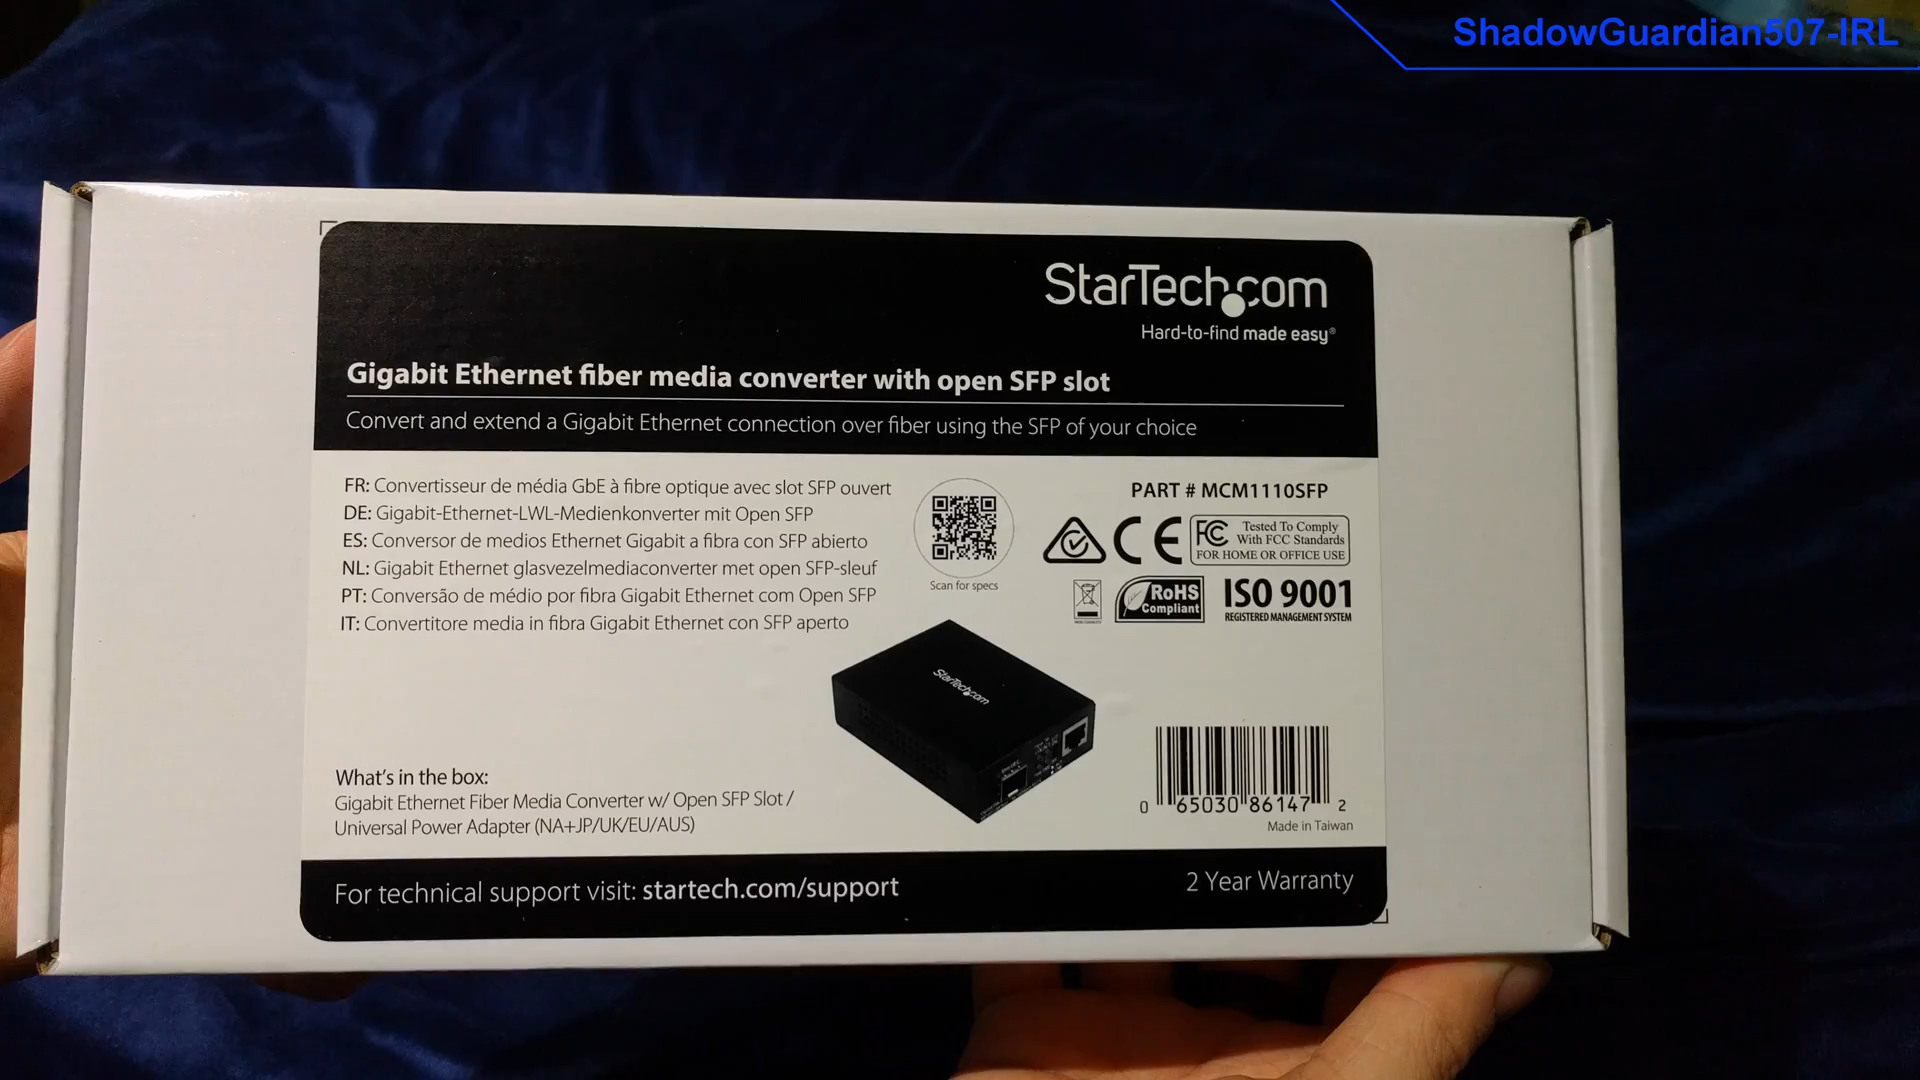 ShadowGuardian507-IRL
StarTech.com
Hard-to-find made easy®
Gigabit Ethernet fiber media converter with open SFP slot
Convert and extend a Gigabit Ethernet connection over fiber using the SFP of your choice
FR: Convertisseur de média GbE à fibre optique avec slot SFP ouvert
DE: Gigabit-Ethernet-LWL-Medienkonverter mit Open SFP
ES: Conversor de medios Ethernet Gigabit a fibra con SFP abierto
NL: Gigabit Ethernet glasvezelmediaconverter met open SFP-sleuf
PT: Conversão de médio por fibra Gigabit Ethernet com Open SFP
IT: Convertitore media in fibra Gigabit Ethernet con SFP aperto
Scan for specs
PART # MCM1110SFP
CE
FC
Tested To Comply
With FCC Standards
FOR HOME OR OFFICE USE
RoHS
Compliant
ISO 9001
REGISTERED MANAGEMENT SYSTEM
StarTech.com
What's in the box:
Gigabit Ethernet Fiber Media Converter w/ Open SFP Slot /
Universal Power Adapter (NA+JP/UK/EU/AUS)
0 65030 86147 2
Made in Taiwan
For technical support visit: startech.com/support
2 Year Warranty